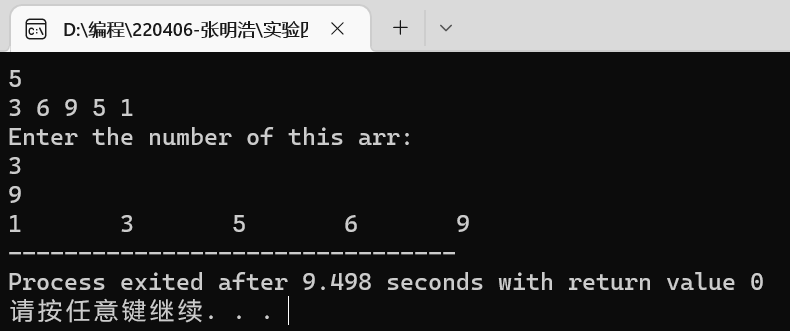 D:\编程\220406-张明浩\实验四
5
3 6 9 5 1
Enter the number of this arr:
3
9
1 3 5 6 9
--------------------------------
Process exited after 9.498 seconds with return value 0
请按任意键继续. . .